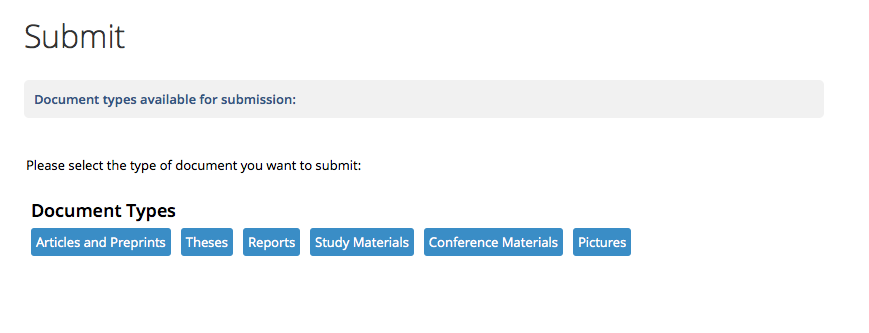 Submit
Document types available for submission:
Please select the type of document you want to submit:
Document Types
Articles and Preprints Theses Reports Study Materials Conference Materials Pictures